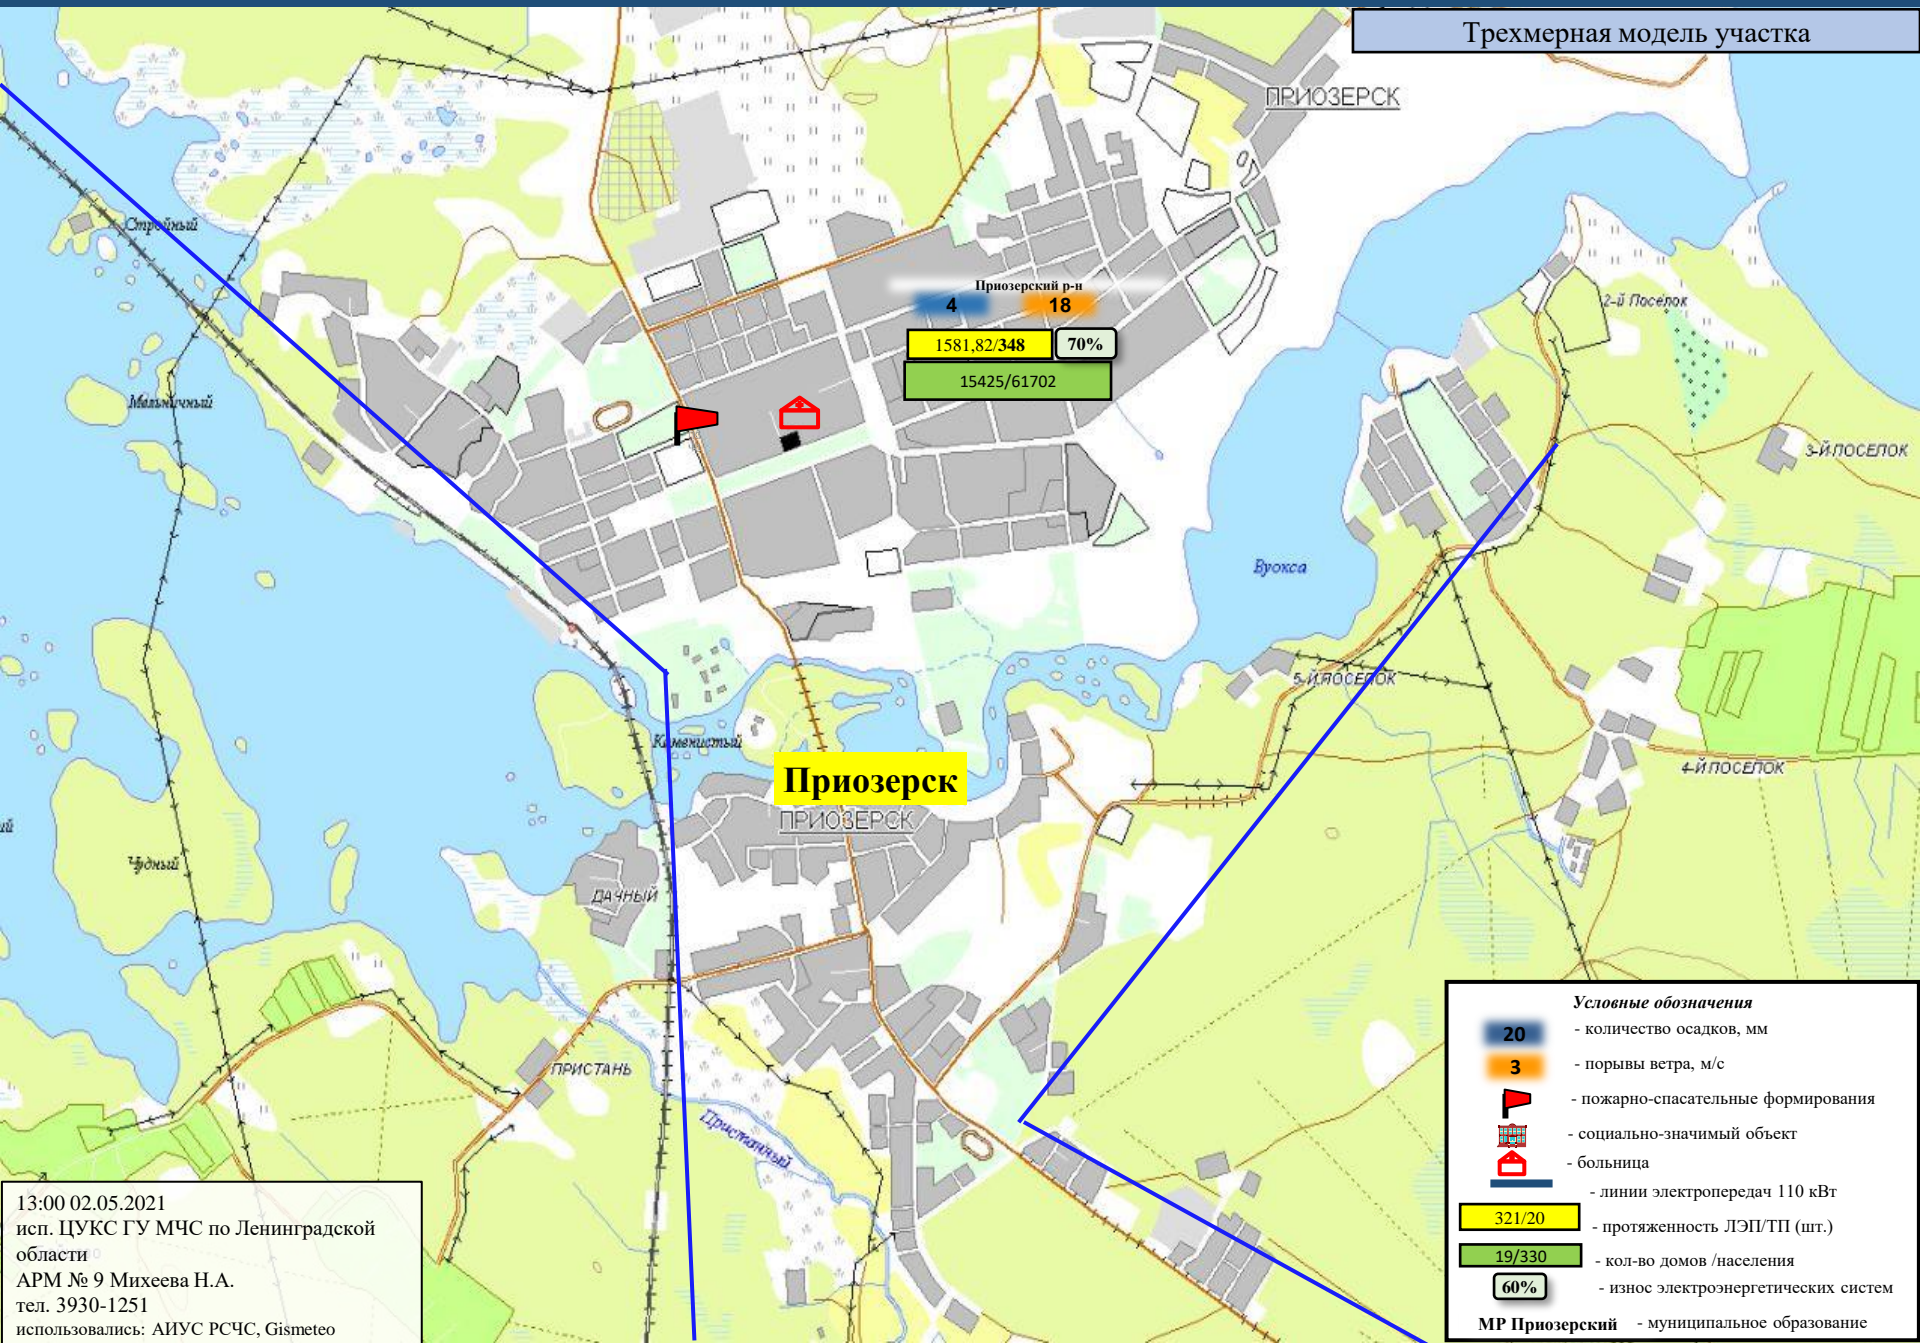 Трехмерная модель участка
ПРИОЗЕРСК
Стройный
Приозерский р-н
4
18
2-й Поселок
1581,82/348
70%
15425/61702
Мельничный
3-Й ПОСЕЛОК
Вуокса
5-Й ПОСЕЛОК
Каменистый
4-Й ПОСЕЛОК
Приозерск
ПРИОЗЕРСК
Чудный
ДАЧНЫЙ
ПРИСТАНЬ
Пристанный
Условные обозначения
20 - количество осадков, мм
3 - порывы ветра, м/с
- пожарно-спасательные формирования
- социально-значимый объект
- больница
- линии электропередач 110 кВт
321/20 - протяженность ЛЭП/ТП (шт.)
19/330 - кол-во домов /населения
60% - износ электроэнергетических систем
МР Приозерский - муниципальное образование
13:00 02.05.2021
исп. ЦУКС ГУ МЧС по Ленинградской
области
АРМ № 9 Михеева Н.А.
тел. 3930-1251
использовались: АИУС РСЧС, Gismeteo